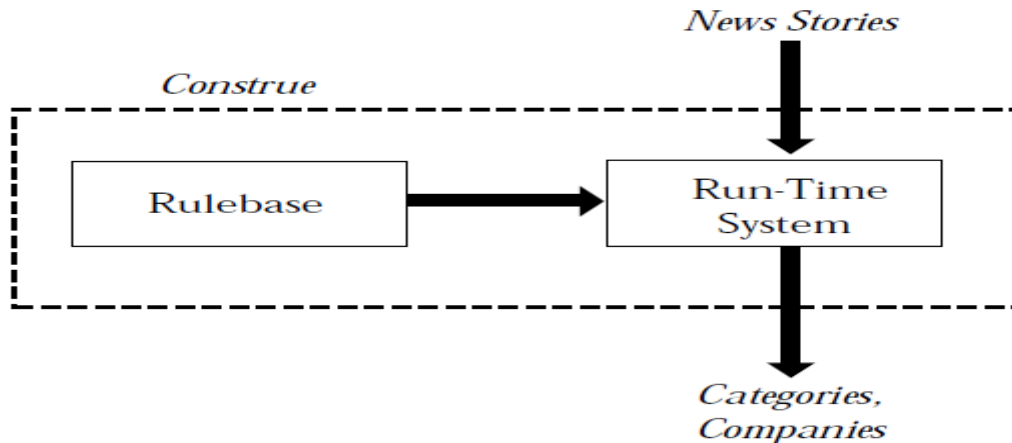 News Stories
Construe
Rulebase
Run-Time
System
Categories,
Companies